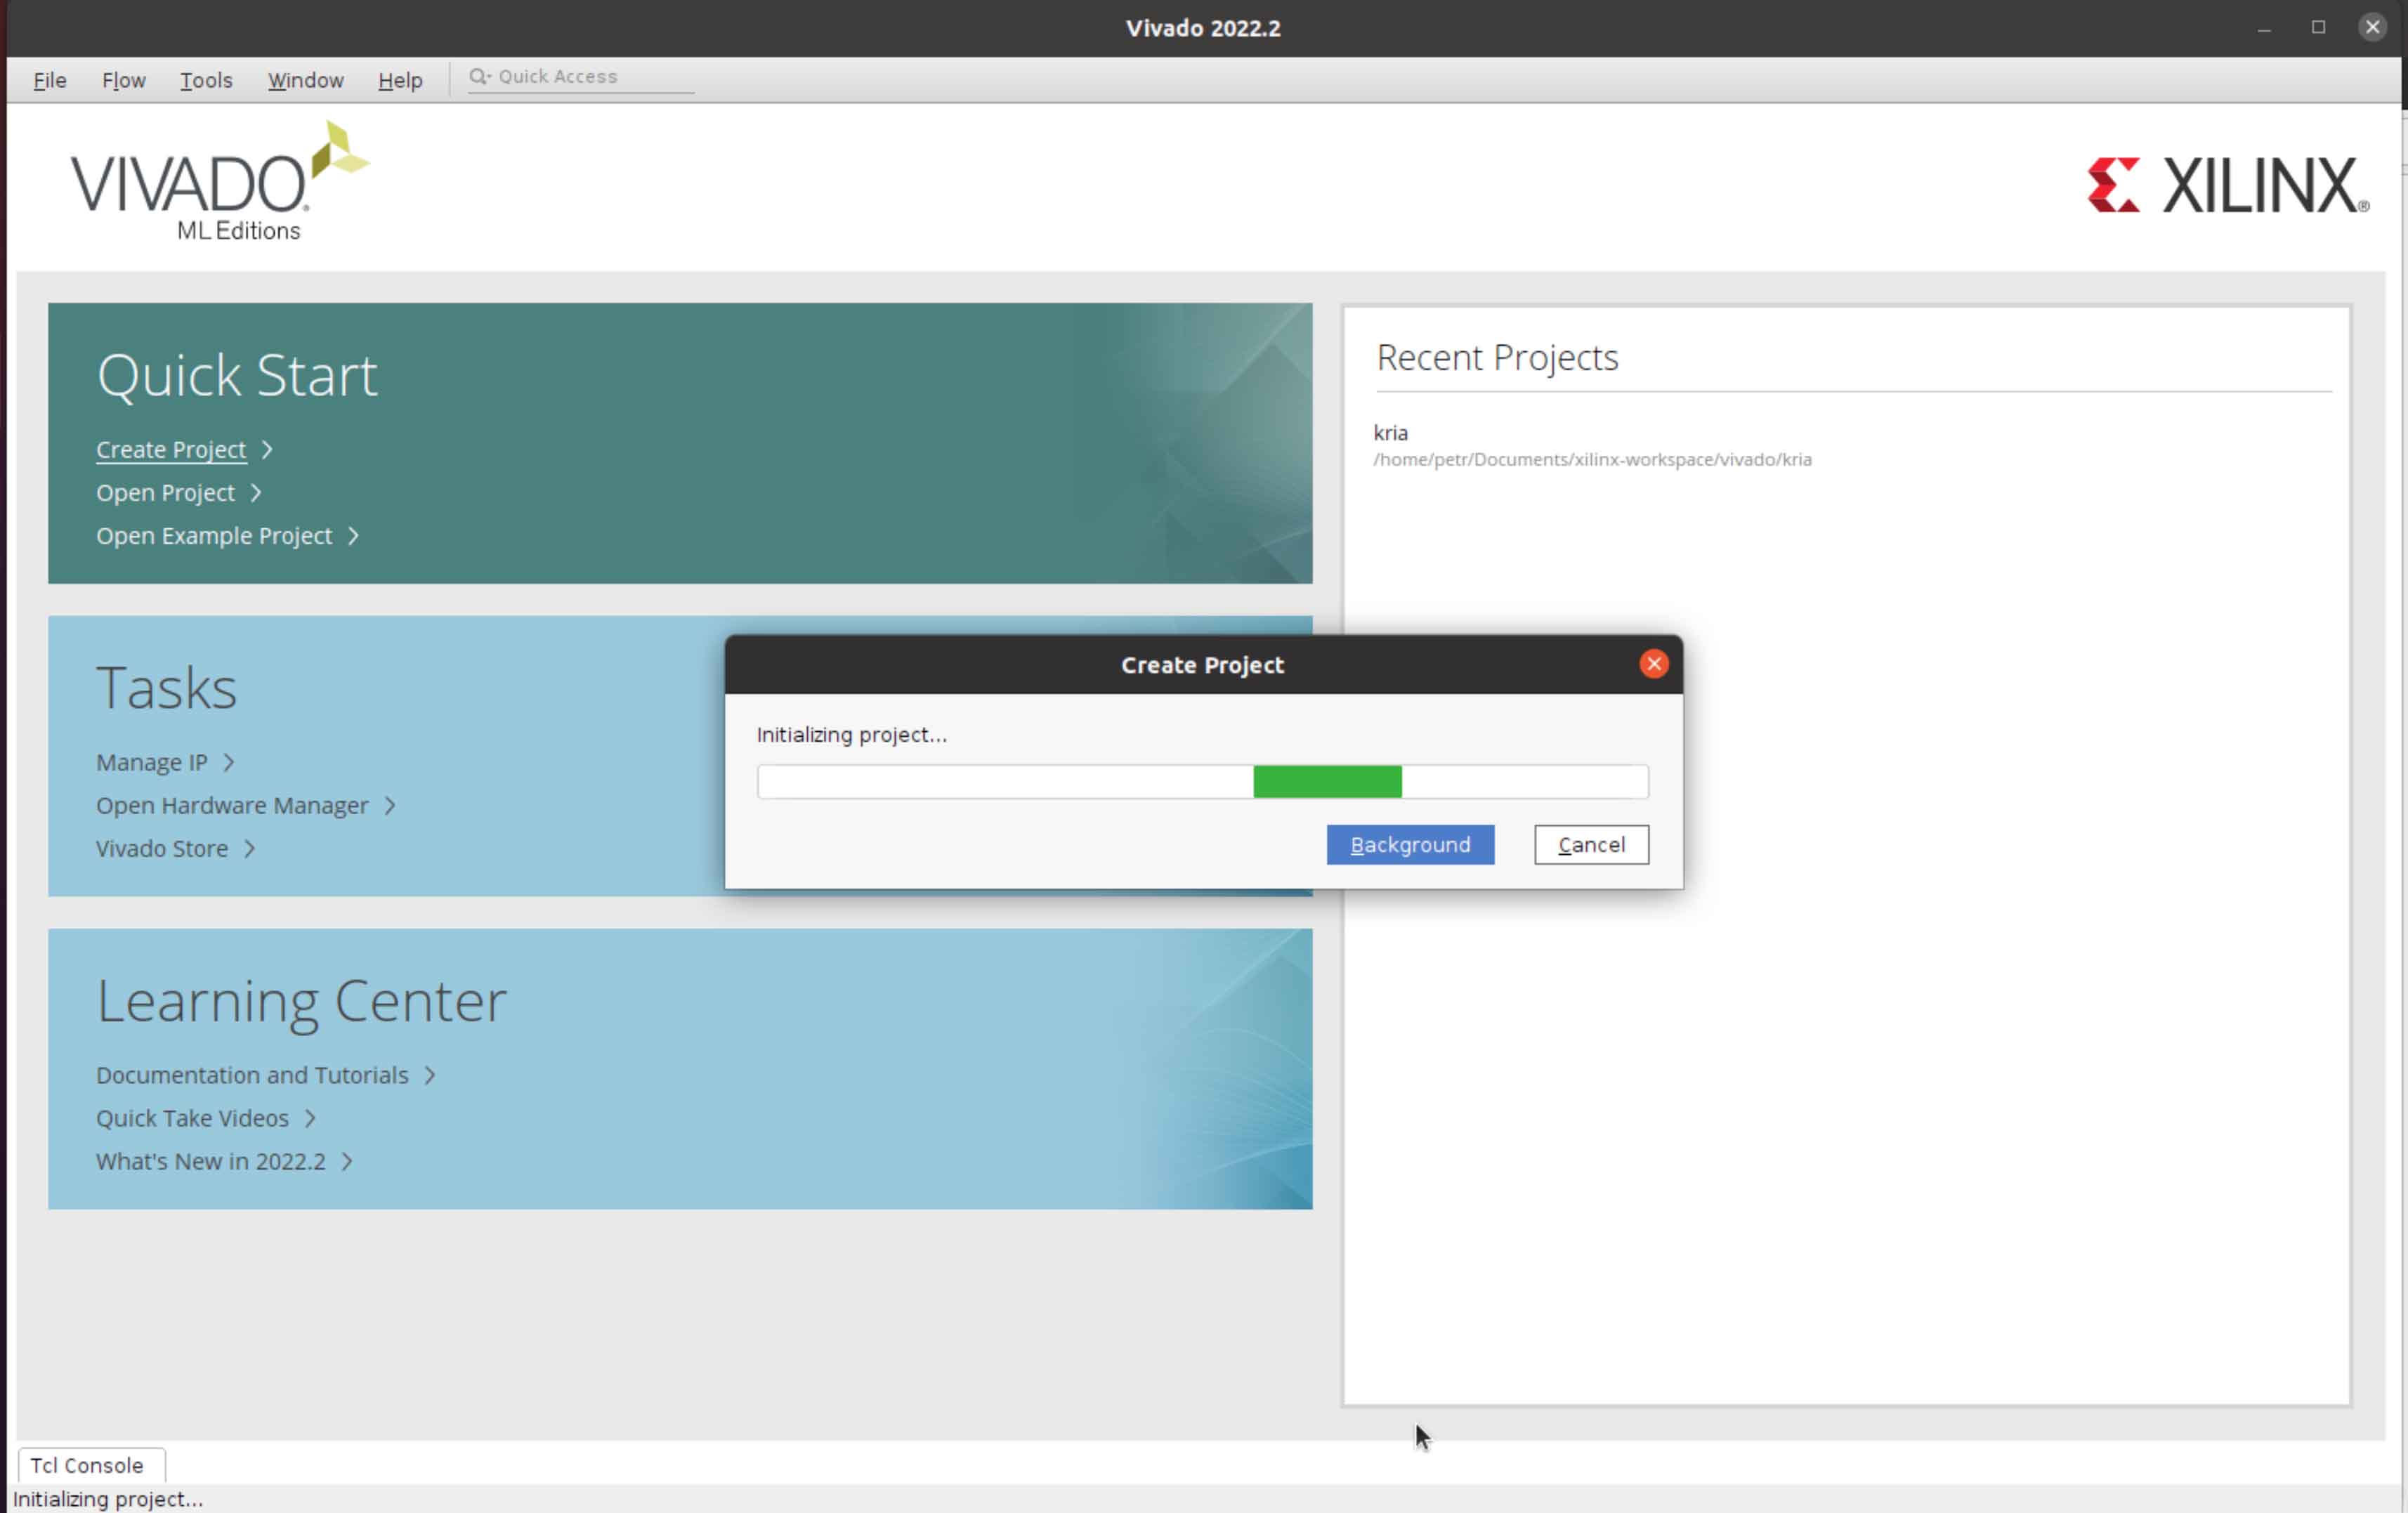 Vivado 2022.2
File Flow Tools Window Help Quick Access
VIVADO
ML Editions
XILINX®
Quick Start
Create Project
Open Project
Open Example Project
Recent Projects
kria
/home/petr/Documents/xilinx-workspace/vivado/kria
Tasks
Manage IP
Open Hardware Manager
Vivado Store
Create Project
Initializing project...
Background Cancel
Learning Center
Documentation and Tutorials
Quick Take Videos
What's New in 2022.2
Tcl Console
Initializing project...